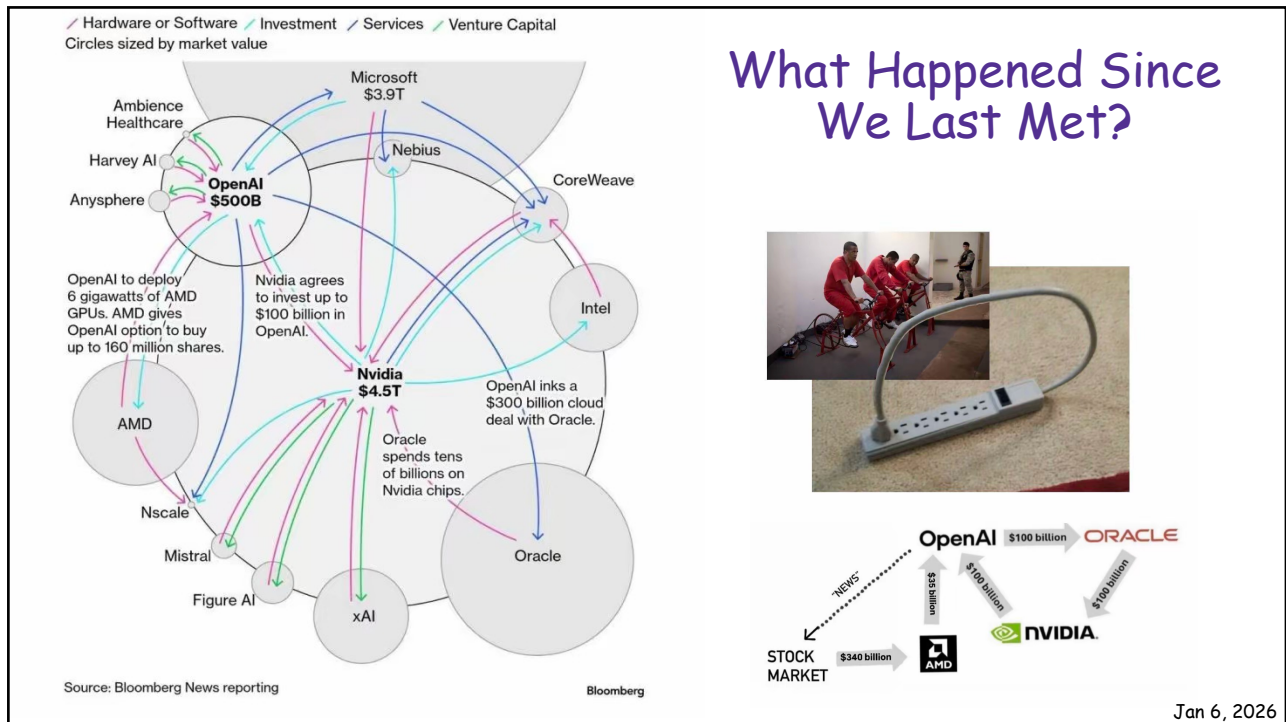 Hardware or Software / Investment / Services / Venture Capital
Circles sized by market value
What Happened Since
We Last Met?
Microsoft
$3.9T
Ambience
Healthcare
Harvey AI
Anysphere
OpenAI
$500B
Nebius
CoreWeave
OpenAI to deploy
6 gigawatts of AMD
GPUs. AMD gives
OpenAI option to buy
up to 160 million shares.
Nvidia agrees
to invest up to
$100 billion in
OpenAI.
Intel
Nvidia
$4.5T
AMD
OpenAI inks a
$300 billion cloud
deal with Oracle.
Oracle
spends tens
of billions on
Nvidia chips.
Nscale
Mistral
Figure AI
xAI
Oracle
Source: Bloomberg News reporting
Bloomberg
OpenAI
$100 billion
ORACLE
"NEWS"
$35 billion
$100 billion
$100 billion
NVIDIA.
STOCK
MARKET
$340 billion
AMD
Jan 6, 2026